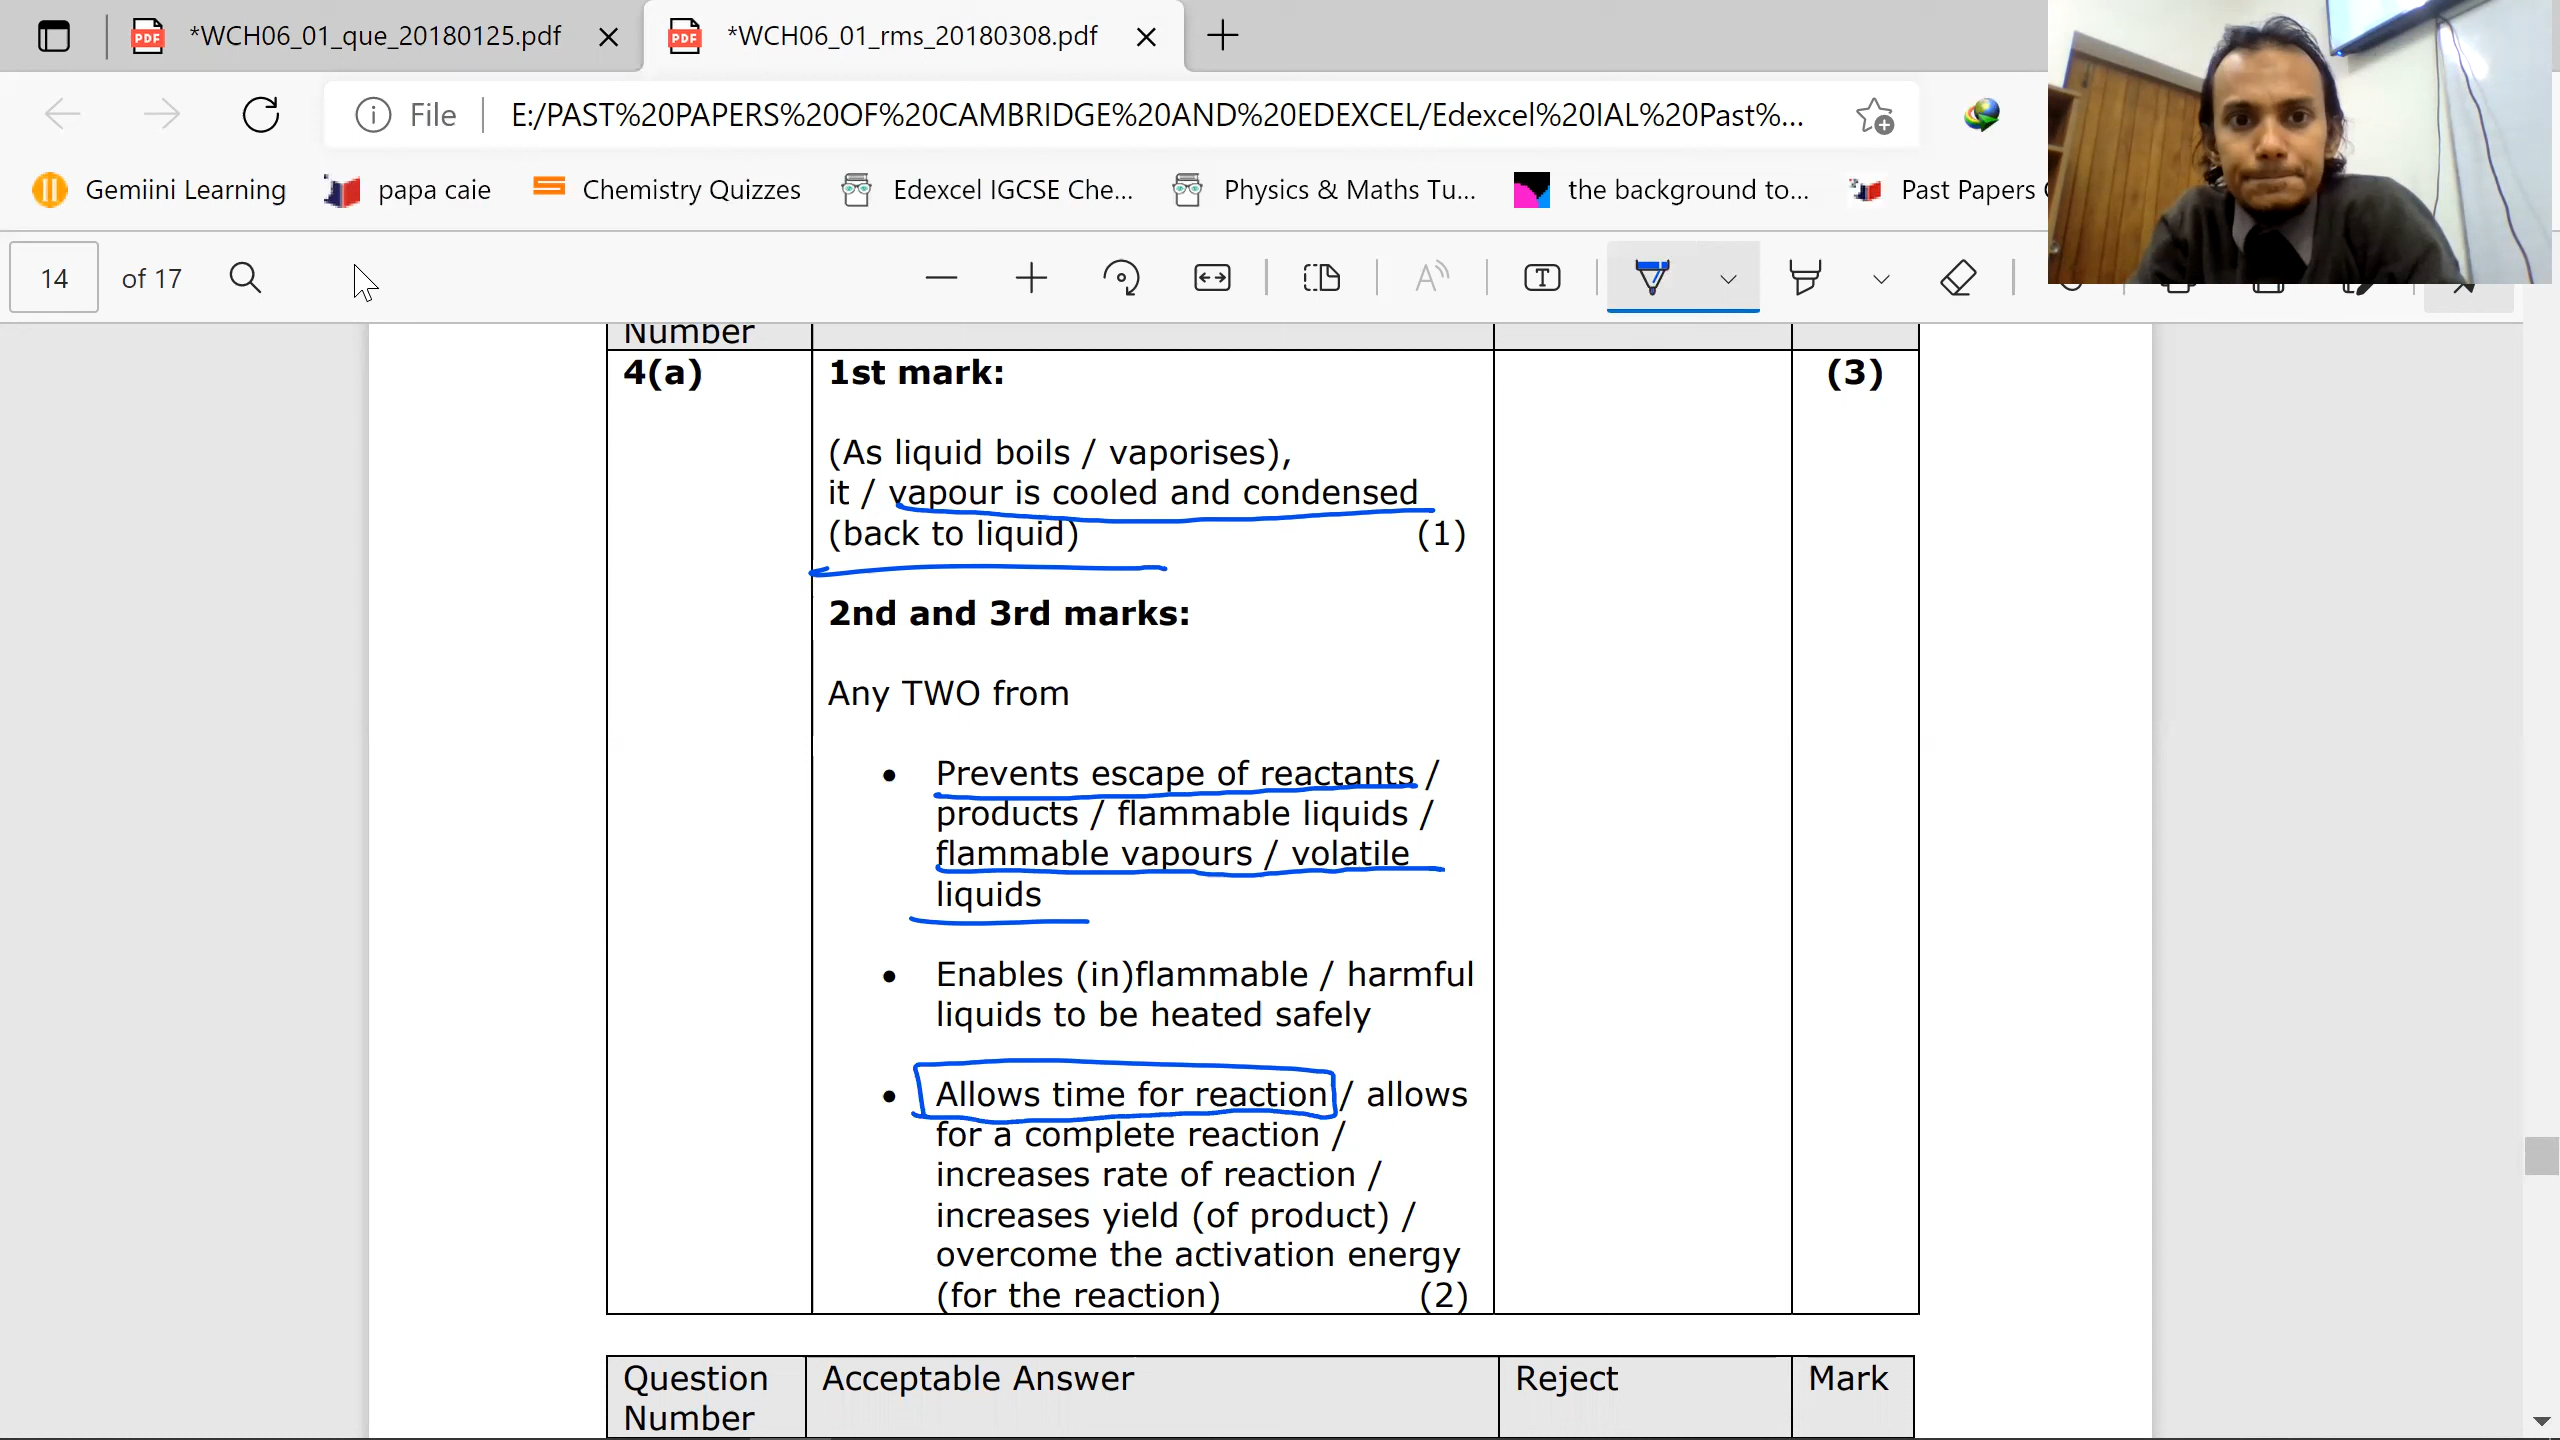 *WCH06_01_que_20180125.pdf
*WCH06_01_rms_20180308.pdf
File
E:/PAST%20PAPERS%20OF%20CAMBRIDGE%20AND%20EDEXCEL/Edexcel%20IAL%20Past%...
Gemiini Learning
papa caie
Chemistry Quizzes
Edexcel IGCSE Che...
Physics & Maths Tu...
the background to...
Past Papers
14 of 17
Number
4(a)
1st mark:
(3)
(As liquid boils / vaporises),
it / vapour is cooled and condensed
(back to liquid) (1)
2nd and 3rd marks:
Any TWO from
• Prevents escape of reactants /
products / flammable liquids /
flammable vapours / volatile
liquids
• Enables (in)flammable / harmful
liquids to be heated safely
• Allows time for reaction / allows
for a complete reaction /
increases rate of reaction /
increases yield (of product) /
overcome the activation energy
(for the reaction) (2)
Question
Number
Acceptable Answer
Reject
Mark